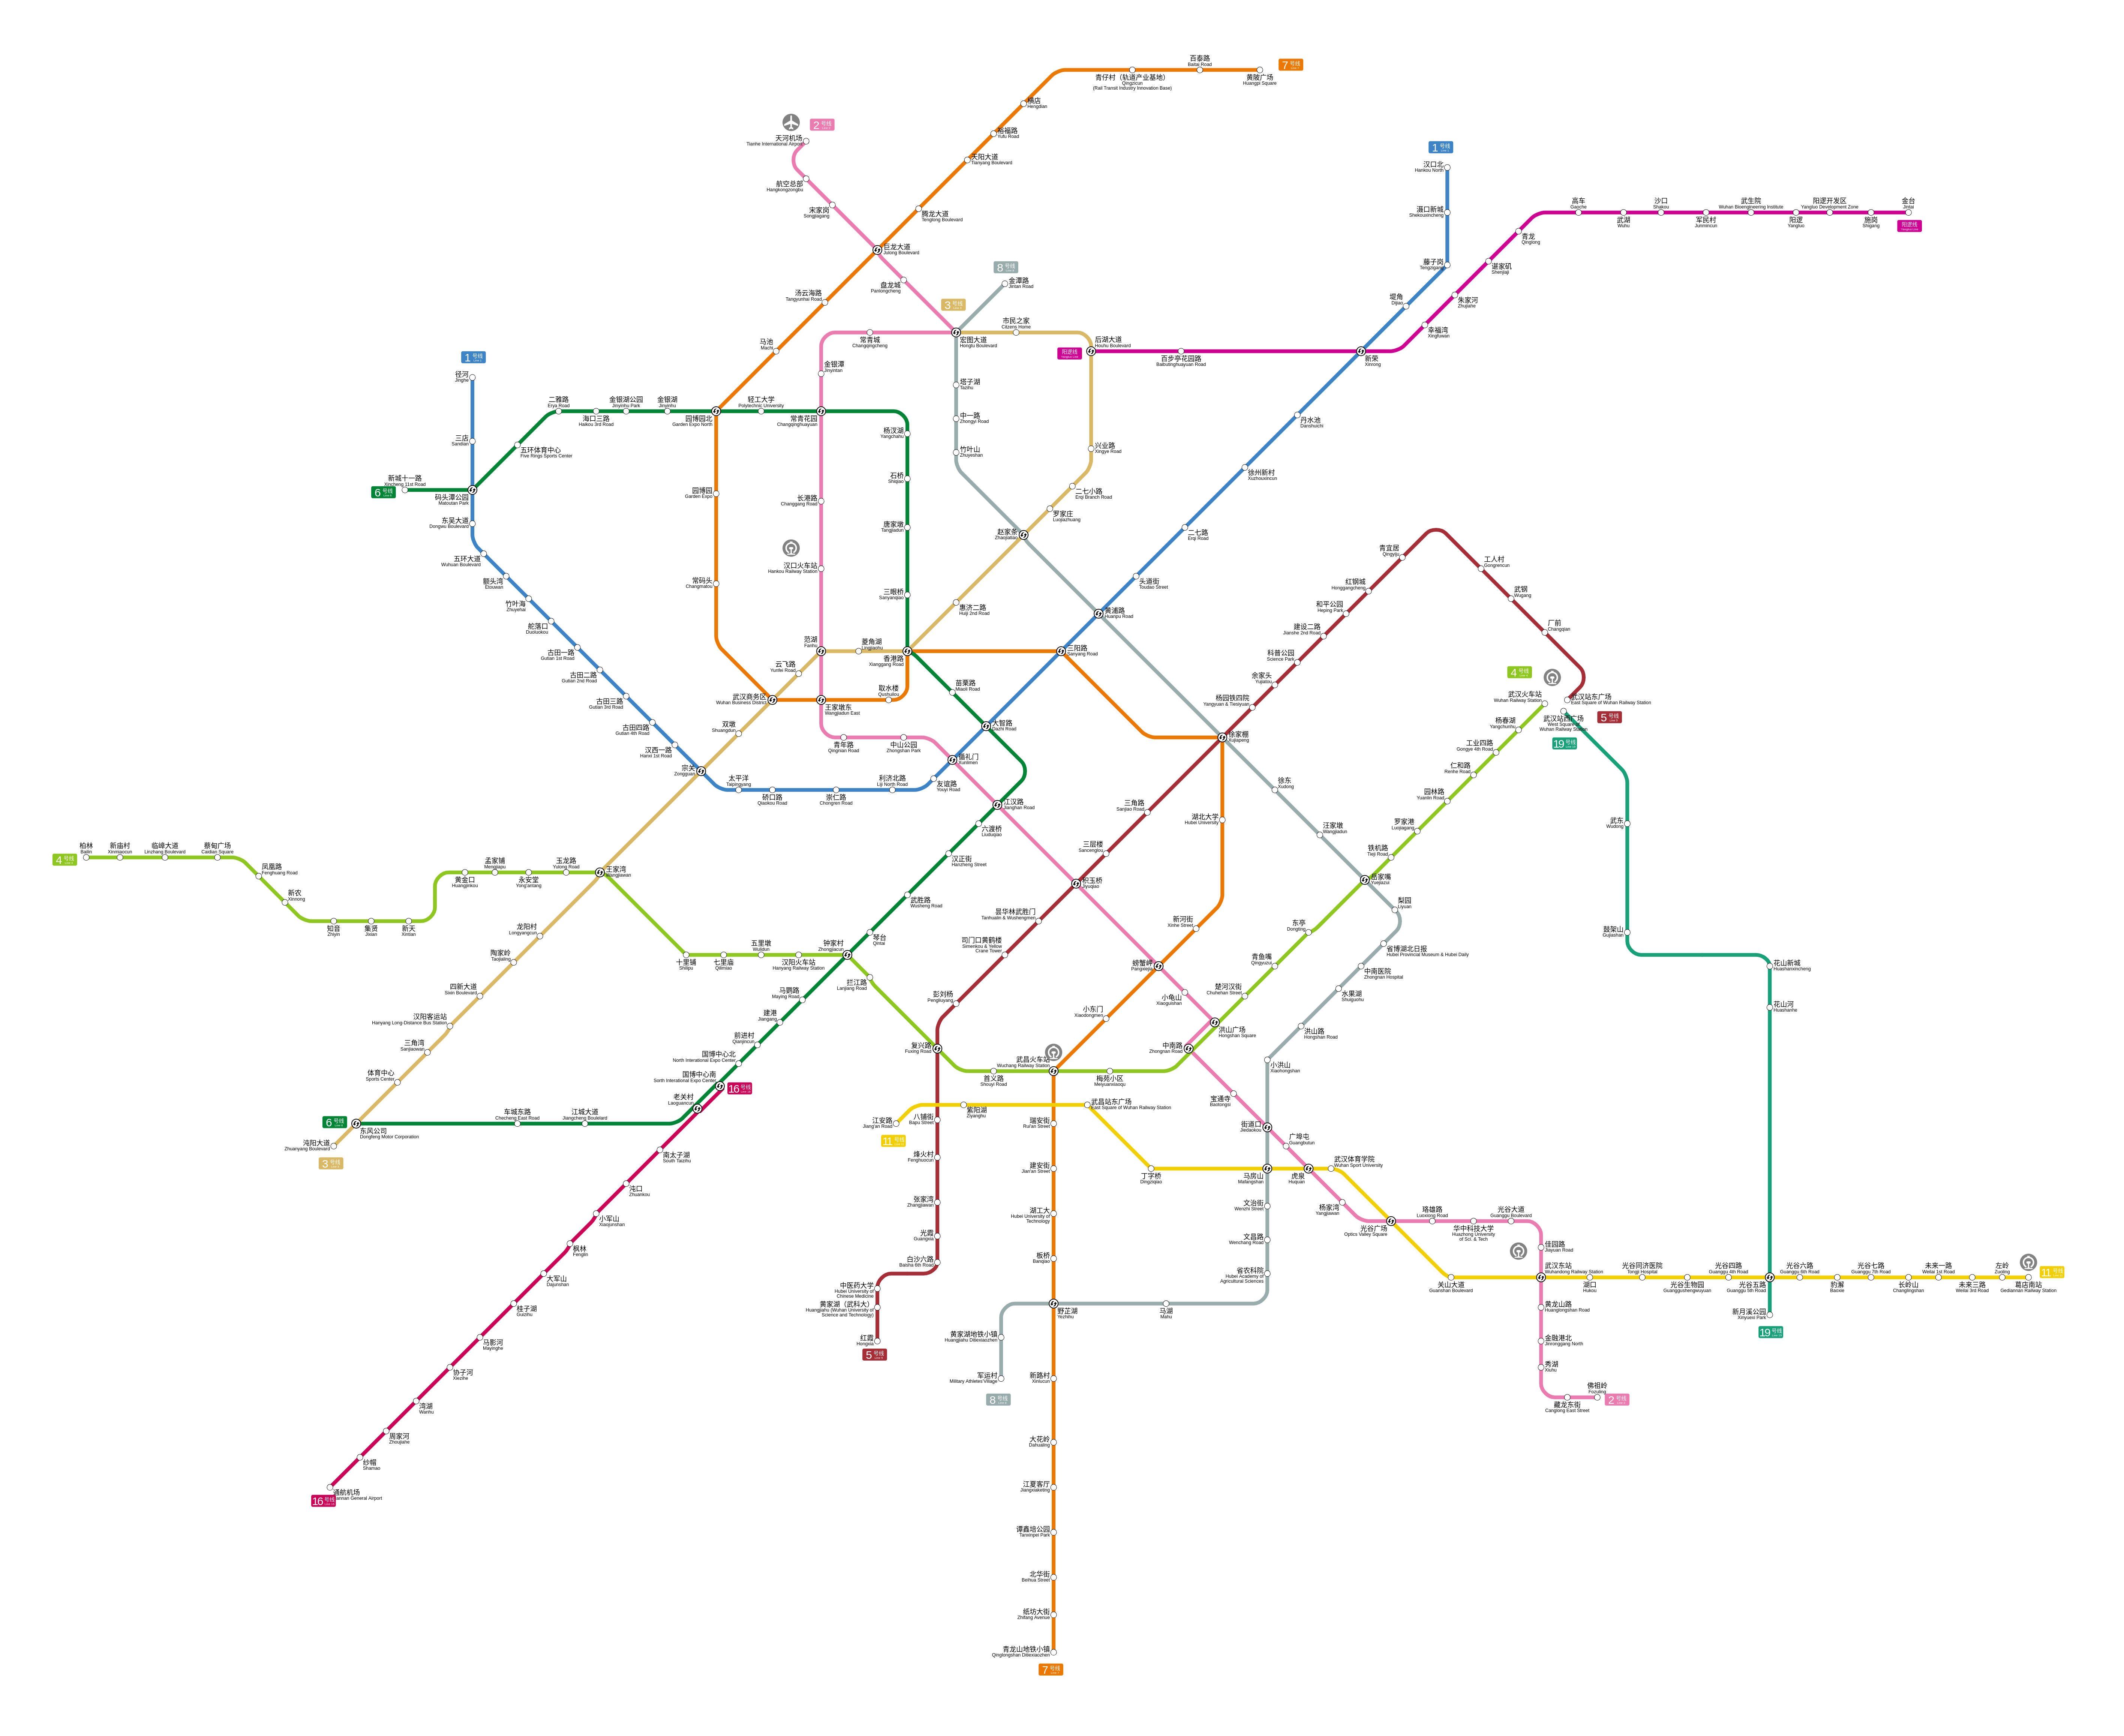 7 号线
百泰路
Baitai Road
青仔村（轨道产业基地）
Qingzicun
(Rail Transit Industry Innovation Base)
黄陂广场
Huangpi Square
横店
Hengdian
裕福路
Yufu Road
天阳大道
Tianyang Boulevard
腾龙大道
Tenglong Boulevard
巨龙大道
Julong Boulevard
汤云海路
Tangyunhai Road
马池
Machi
2 号线
天河机场
Tianhe International Airport
航空总部
Hangkongzongbu
宋家岗
Songjiagang
盘龙城
Panlongcheng
8 号线
金潭路
Jintan Road
3 号线
市民之家
Citizens Home
宏图大道
Hongtu Boulevard
常青城
Changqingcheng
金银潭
Jinyintan
1 号线
汉口北
Hankou North
滠口新城
Shekouxincheng
滕子岗
Tengzigang
堤角
Dijiao
高车
Gaoche
武湖
Wuhu
沙口
Shakou
军民村
Junmincun
武生院
Wuhan Bioengineering Institute
阳逻
Yangluo
阳逻开发区
Yangluo Development Zone
施岗
Shigang
金台
Jintai
阳逻线
青龙
Qinglong
谌家矶
Shenjiaji
朱家河
Zhujiahe
幸福湾
Xingfuwan
阳逻线
后湖大道
Houhu Boulevard
百步亭花园路
Baibutinghuayuan Road
新荣
Xinrong
丹水池
Danshuichi
徐州新村
Xuzhouxincun
二七路
Erqi Road
头道街
Toudao Street
黄浦路
Huanpu Road
三阳路
Sanyang Road
大智路
Dazhi Road
循礼门
Xunlimen
友谊路
Youyi Road
利济北路
Liji North Road
崇仁路
Chongren Road
硚口路
Qiaokou Road
太平洋
Taipingyang
宗关
Zongguan
汉西一路
Hanxi 1st Road
古田四路
Gutian 4th Road
古田三路
Gutian 3rd Road
古田二路
Gutian 2nd Road
古田一路
Gutian 1st Road
舵落口
Duoluokou
竹叶海
Zhuyehai
额头湾
Etouwan
五环大道
Wuhuan Boulevard
东吴大道
Dongwu Boulevard
码头潭公园
Matoutan Park
三店
Sandian
径河
Jinghe
1 号线
6 号线
新城十一路
Xincheng 11st Road
五环体育中心
Five Rings Sports Center
二雅路
Erya Road
海口三路
Haikou 3rd Road
金银湖公园
Jinyinhu Park
金银湖
Jinyinhu
园博园北
Garden Expo North
轻工大学
Polytechnic University
常青花园
Changqinghuayuan
杨汊湖
Yangchahu
石桥
Shiqiao
唐家墩
Tangjiadun
三眼桥
Sanyanqiao
香港路
Xianggang Road
苗栗路
Miaoli Road
园博园
Garden Expo
常码头
Changmatou
武汉商务区
Wuhan Business District
长港路
Changgang Road
汉口火车站
Hankou Railway Station
范湖
Fanhu
菱角湖
Lingjiaohu
云飞路
Yunfei Road
王家墩东
Wangjiadun East
取水楼
Qushuilou
青年路
Qingnian Road
中山公园
Zhongshan Park
双墩
Shuangdun
塔子湖
Tazihu
中一路
Zhongyi Road
竹叶山
Zhuyeshan
兴业路
Xingye Road
二七小路
Erqi Branch Road
罗家庄
Luojiazhuang
赵家条
Zhaojiatiao
惠济二路
Huiji 2nd Road
江汉路
Jianghan Road
六渡桥
Liuduqiao
汉正街
Hanzheng Street
武胜路
Wusheng Road
琴台
Qintai
钟家村
Zhongjiacun
马鹦路
Maying Road
建港
Jiangang
前进村
Qianjincun
国博中心北
North Interational Expo Center
国博中心南
Sorth Interational Expo Center
16 号线
老关村
Laoguancun
江城大道
Jiangcheng Boulelard
车城东路
Checheng East Road
6 号线
东风公司
Dongfeng Motor Corporation
沌阳大道
Zhuanyang Boulevard
3 号线
体育中心
Sports Center
三角湾
Sanjiaowan
汉阳客运站
Hanyang Long-Distance Bus Station
四新大道
Sixin Boulevard
陶家岭
Taojialing
龙阳村
Longyangcun
王家湾
Wangjiawan
4 号线
柏林
Bailin
新庙村
Xinmiaocun
临嶂大道
Linzhang Boulevard
蔡甸广场
Caidian Square
凤凰路
Fenghuang Road
新农
Xinnong
知音
Zhiyin
集贤
Jixian
新天
Xintian
黄金口
Huangjinkou
孟家铺
Mengjiapu
永安堂
Yong'antang
玉龙路
Yulong Road
十里铺
Shilipu
七里庙
Qilimiao
五里墩
Wulidun
汉阳火车站
Hanyang Railway Station
拦江路
Lanjiang Road
复兴路
Fuxing Road
首义路
Shouyi Road
武昌火车站
Wuchang Railway Station
梅苑小区
Meiyuanxiaoqu
中南路
Zhongnan Road
洪山广场
Hongshan Square
楚河汉街
Chuhehan Street
青鱼嘴
Qingyuzui
东亭
Dongting
岳家嘴
Yuejiazui
铁机路
Tieji Road
罗家港
Luojiagang
园林路
Yuanlin Road
仁和路
Renhe Road
工业四路
Gongye 4th Road
杨春湖
Yangchunhu
武汉火车站
Wuhan Railway Station
4 号线
武汉站东广场
East Square of Wuhan Railway Station
5 号线
武汉站西广场
West Square of
Wuhan Railway Station
19 号线
厂前
Changqian
武钢
Wugang
工人村
Gongrencun
青宜居
Qingyiju
红钢城
Honggangcheng
和平公园
Heping Park
建设二路
Jianshe 2nd Road
科普公园
Science Park
余家头
Yujiatou
杨园铁四院
Yangyuan & Tiesiyuan
徐家棚
Xujiapeng
三角路
Sanjiao Road
三层楼
Sancenglou
积玉桥
Jiyuqiao
昙华林武胜门
Tanhualin & Wushengmen
司门口黄鹤楼
Simenkou & Yellow
Crane Tower
彭刘杨
Pengliuyang
八铺街
Bapu Street
烽火村
Fenghuocun
张家湾
Zhangjiawan
光霞
Guangxia
白沙六路
Baisha 6th Road
中医药大学
Hubei University of
Chinese Medicine
黄家湖（武科大）
Huangjiahu (Wuhan University of
Science and Technology)
红霞
Hongxia
5 号线
徐东
Xudong
汪家墩
Wangjiadun
湖北大学
Hubei University
新河街
Xinhe Street
螃蟹岬
Pangxiejia
小龟山
Xiaoguishan
小东门
Xiaodongmen
梨园
Liyuan
省博湖北日报
Hubei Provincial Museum & Hubei Daily
中南医院
Zhongnan Hospital
水果湖
Shuiguohu
洪山路
Hongshan Road
小洪山
Xiaohongshan
宝通寺
Baotongsi
街道口
Jiedaokou
广埠屯
Guangbutun
马房山
Mafangshan
虎泉
Huquan
武汉体育学院
Wuhan Sport University
杨家湾
Yangjiawan
光谷广场
Optics Valley Square
珞雄路
Luoxiong Road
华中科技大学
Huazhong University
of Sci. & Tech
光谷大道
Guanggu Boulevard
佳园路
Jiayuan Road
武汉东站
Wuhandong Railway Station
黄龙山路
Huanglongshan Road
金融港北
Jinronggang North
秀湖
Xiuhu
藏龙东街
Canglong East Street
佛祖岭
Fozuling
2 号线
江安路
Jiang'an Road
11 号线
紫阳湖
Ziyanghu
武昌站东广场
East Square of Wuhan Railway Station
丁字桥
Dingziqiao
瑞安街
Rui'an Street
建安街
Jian'an Street
湖工大
Hubei University of
Technology
板桥
Banqiao
野芷湖
Yezhihu
马湖
Mahu
文治街
Wenzhi Street
文昌路
Wenchang Road
省农科院
Hubei Academy of
Agricultural Sciences
黄家湖地铁小镇
Huangjiahu Ditiexiaozhen
军运村
Military Athletes'Village
8 号线
新路村
Xinlucun
大花岭
Dahualing
江夏客厅
Jiangxiaketing
谭鑫培公园
Tanxinpei Park
北华街
Beihua Street
纸坊大街
Zhifang Avenue
青龙山地铁小镇
Qinglongshan Ditiexiaozhen
7 号线
关山大道
Guanshan Boulevard
湖口
Hukou
光谷同济医院
Tongji Hospital
光谷生物园
Guanggushengwuyuan
光谷四路
Guanggu 4th Road
光谷五路
Guanggu 5th Road
光谷六路
Guanggu 6th Road
豹澥
Baoxie
光谷七路
Guanggu 7th Road
长岭山
Changlingshan
未来一路
Weilai 1st Road
未来三路
Weilai 3rd Road
左岭
Zuoling
葛店南站
Gediannan Railway Station
11 号线
武东
Wudong
鼓架山
Gujiashan
花山新城
Huashanxincheng
花山河
Huashanhe
新月溪公园
Xinyuexi Park
19 号线
南太子湖
South Taizihu
沌口
Zhuankou
小军山
Xiaojunshan
枫林
Fenglin
大军山
Dajunshan
桂子湖
Guizihu
马影河
Mayinghe
协子河
Xiezihe
湾湖
Wanhu
周家河
Zhoujiahe
纱帽
Shamao
通航机场
annan General Airport
16 号线